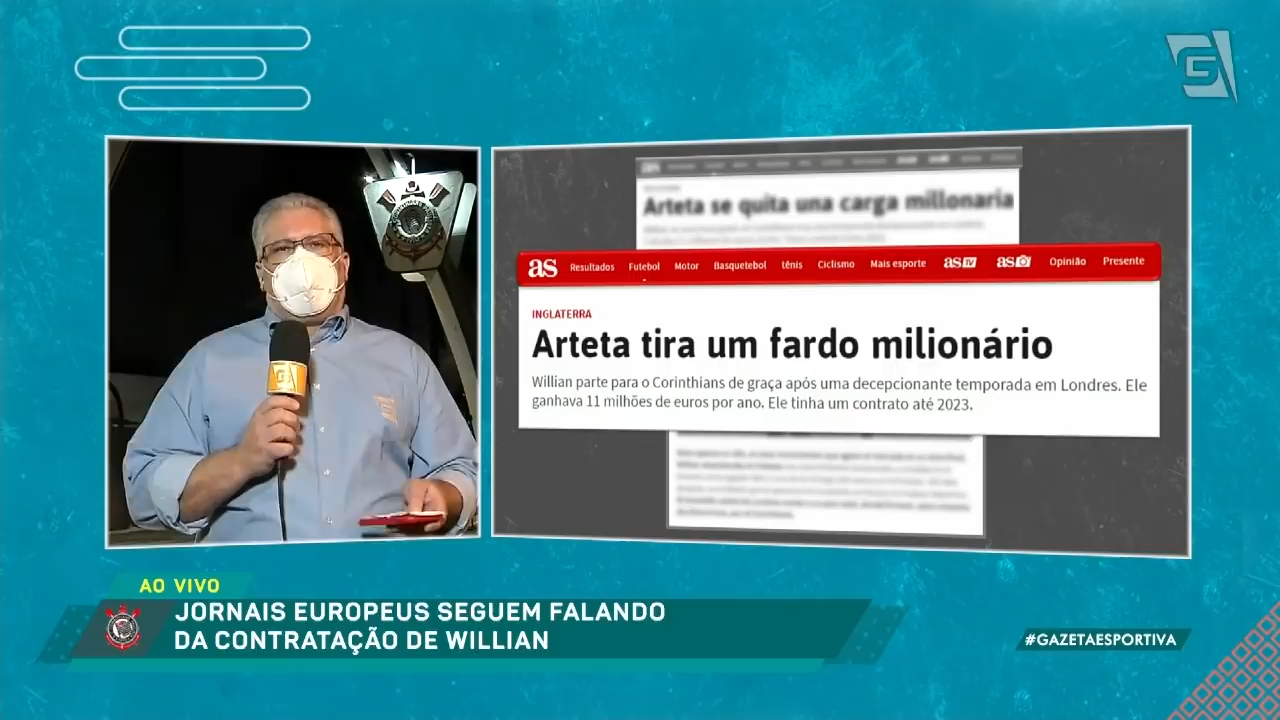 Arteta se quita una carga millonaria
as
Resultados Futebol Motor Basquetebol tênis Ciclismo Mais esporte as TV as Opinião Presente
INGLATERRA
Arteta tira um fardo milionário
Willian parte para o Corinthians de graça após uma decepcionante temporada em Londres. Ele
ganhava 11 milhões de euros por ano. Ele tinha um contrato até 2023.
AO VIVO
JORNAIS EUROPEUS SEGUEM FALANDO
DA CONTRATAÇÃO DE WILLIAN
#GAZETAESPORTIVA